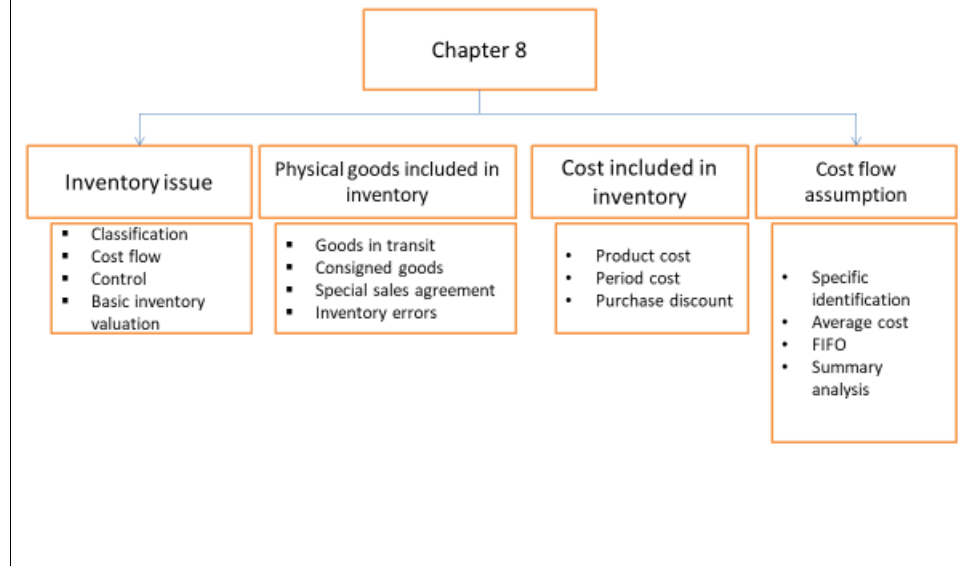 Chapter 8
Inventory issue
▪ Classification
▪ Cost flow
▪ Control
▪ Basic inventory
valuation
Physical goods included in
inventory
▪ Goods in transit
▪ Consigned goods
▪ Special sales agreement
▪ Inventory errors
Cost included in
inventory
• Product cost
• Period cost
• Purchase discount
Cost flow
assumption
• Specific
identification
• Average cost
• FIFO
• Summary
analysis